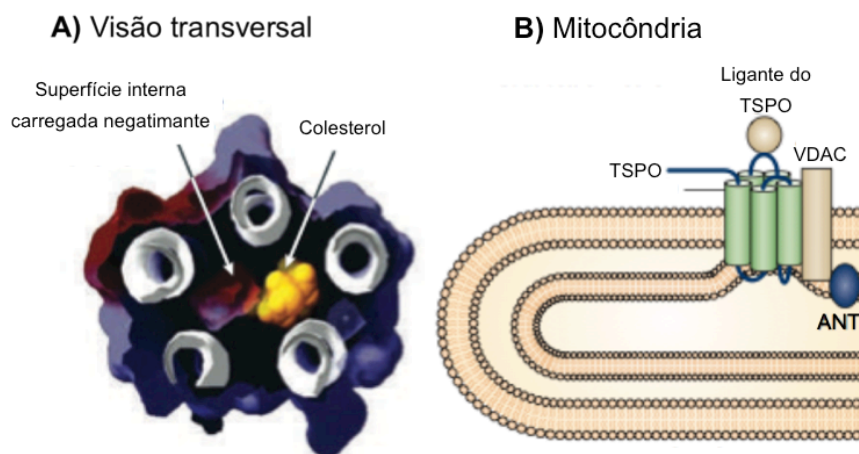 A) Visão transversal
Superfície interna
carregada negatimante
Colesterol
B) Mitocôndria
Ligante do
TSPO
TSPO
VDAC
ANT